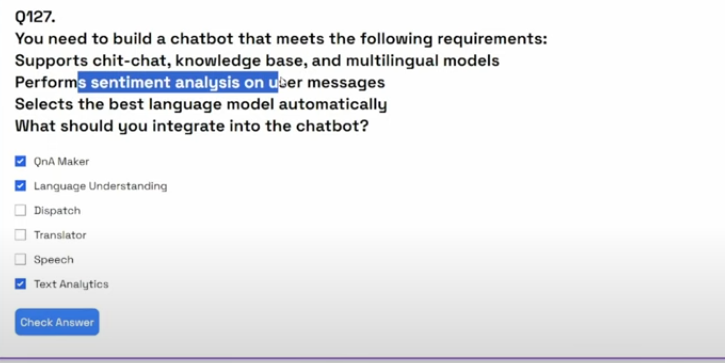 Q127.
You need to build a chatbot that meets the following requirements:
Supports chit-chat, knowledge base, and multilingual models
Performs sentiment analysis on user messages
Selects the best language model automatically
What should you integrate into the chatbot?
QnA Maker
Language Understanding
Dispatch
Translator
Speech
Text Analytics
Check Answer